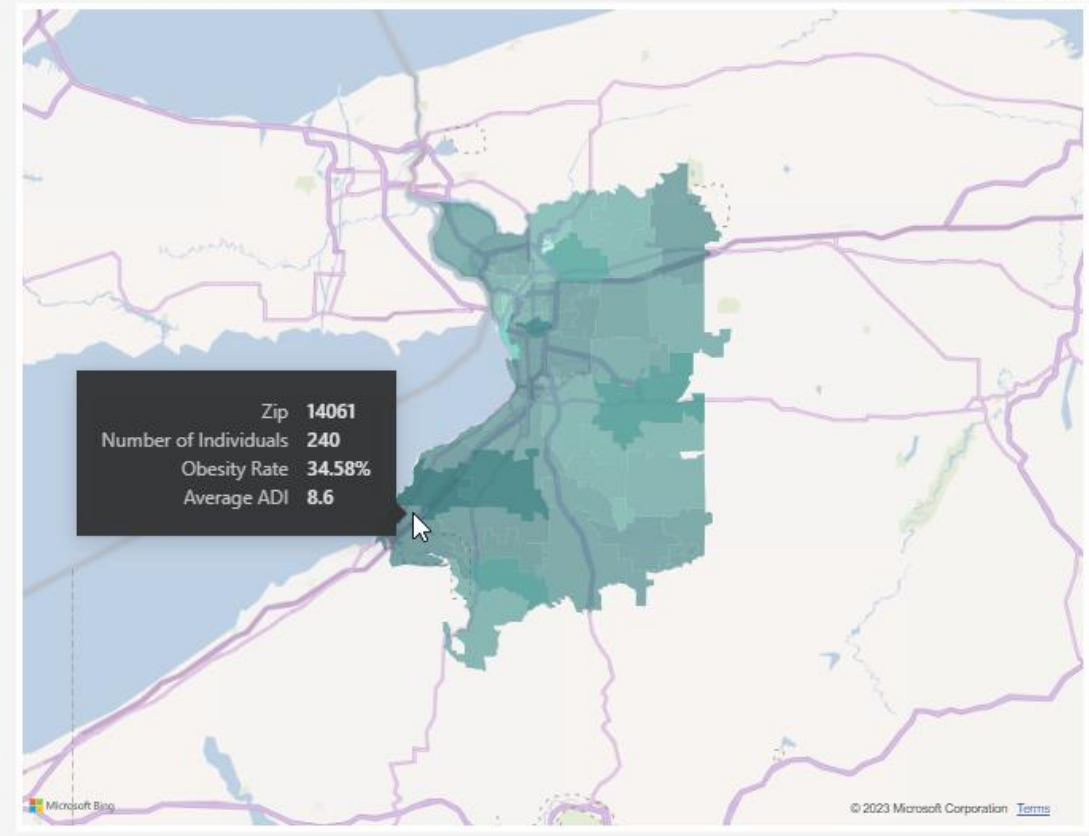 Zip 14061
Number of Individuals 240
Obesity Rate 34.58%
Average ADI 8.6
Microsoft Bing
© 2023 Microsoft Corporation Terms